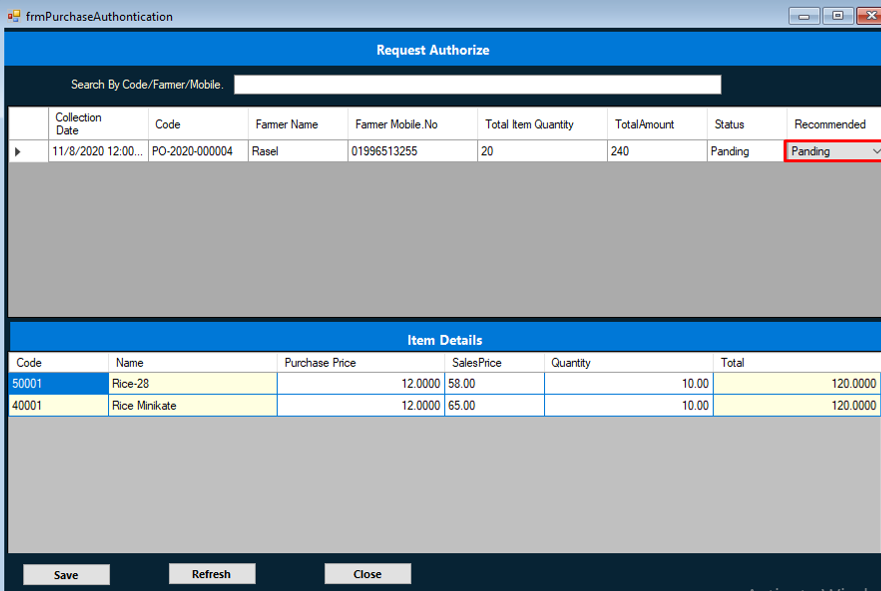 frmPurchaseAuthontication
Request Authorize
Search By Code/Farmer/Mobile.
Collection Date Code Farmer Name Farmer Mobile.No Total Item Quantity TotalAmount Status Recommended
11/8/2020 12:00... PO-2020-000004 Rasel 01996513255 20 240 Panding Panding
Item Details
Code Name Purchase Price SalesPrice Quantity Total
50001 Rice-28 12.0000 58.00 10.00 120.0000
40001 Rice Minikate 12.0000 65.00 10.00 120.0000
Save Refresh Close